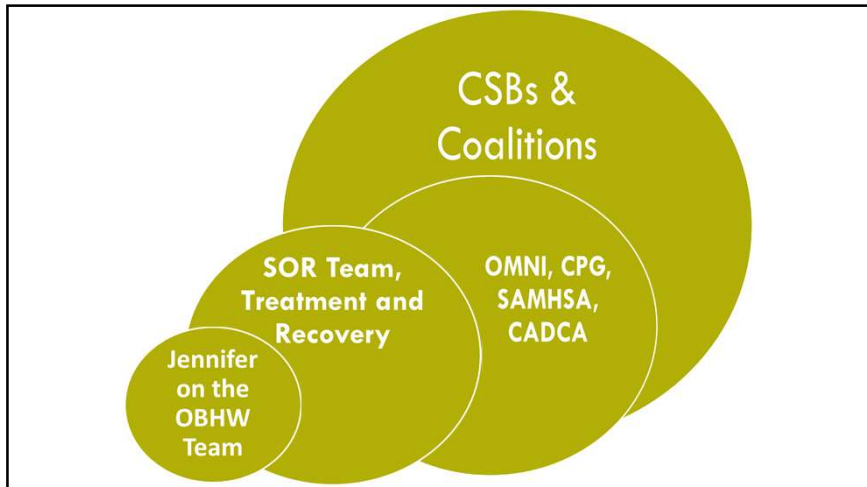 CSBs &
Coalitions
SOR Team,
Treatment and
Recovery
OMNI, CPG,
SAMHSA,
CADCA
Jennifer
on the
OBHW
Team